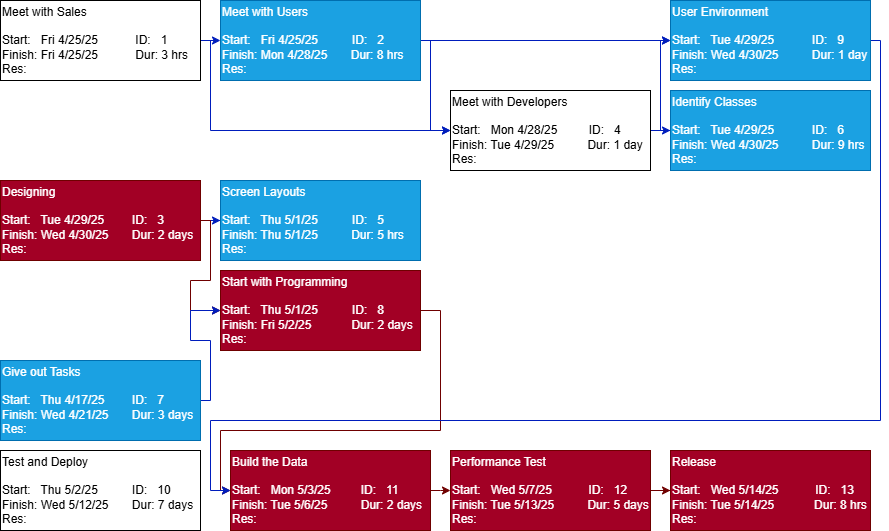 Meet with Sales
Start: Fri 4/25/25 ID: 1
Finish: Fri 4/25/25 Dur: 3 hrs
Res:
Meet with Users
Start: Fri 4/25/25 ID: 2
Finish: Mon 4/28/25 Dur: 8 hrs
Res:
User Environment
Start: Tue 4/29/25 ID: 9
Finish: Wed 4/30/25 Dur: 1 day
Res:
Meet with Developers
Start: Mon 4/28/25 ID: 4
Finish: Tue 4/29/25 Dur: 1 day
Res:
Identify Classes
Start: Tue 4/29/25 ID: 6
Finish: Wed 4/30/25 Dur: 9 hrs
Res:
Designing
Start: Tue 4/29/25 ID: 3
Finish: Wed 4/30/25 Dur: 2 days
Res:
Screen Layouts
Start: Thu 5/1/25 ID: 5
Finish: Thu 5/1/25 Dur: 5 hrs
Res:
Start with Programming
Start: Thu 5/1/25 ID: 8
Finish: Fri 5/2/25 Dur: 2 days
Res:
Give out Tasks
Start: Thu 4/17/25 ID: 7
Finish: Wed 4/21/25 Dur: 3 days
Res:
Test and Deploy
Start: Thu 5/2/25 ID: 10
Finish: Wed 5/12/25 Dur: 7 days
Res:
Build the Data
Start: Mon 5/3/25 ID: 11
Finish: Tue 5/6/25 Dur: 2 days
Res:
Performance Test
Start: Wed 5/7/25 ID: 12
Finish: Tue 5/13/25 Dur: 5 days
Res:
Release
Start: Wed 5/14/25 ID: 13
Finish: Tue 5/14/25 Dur: 8 hrs
Res: